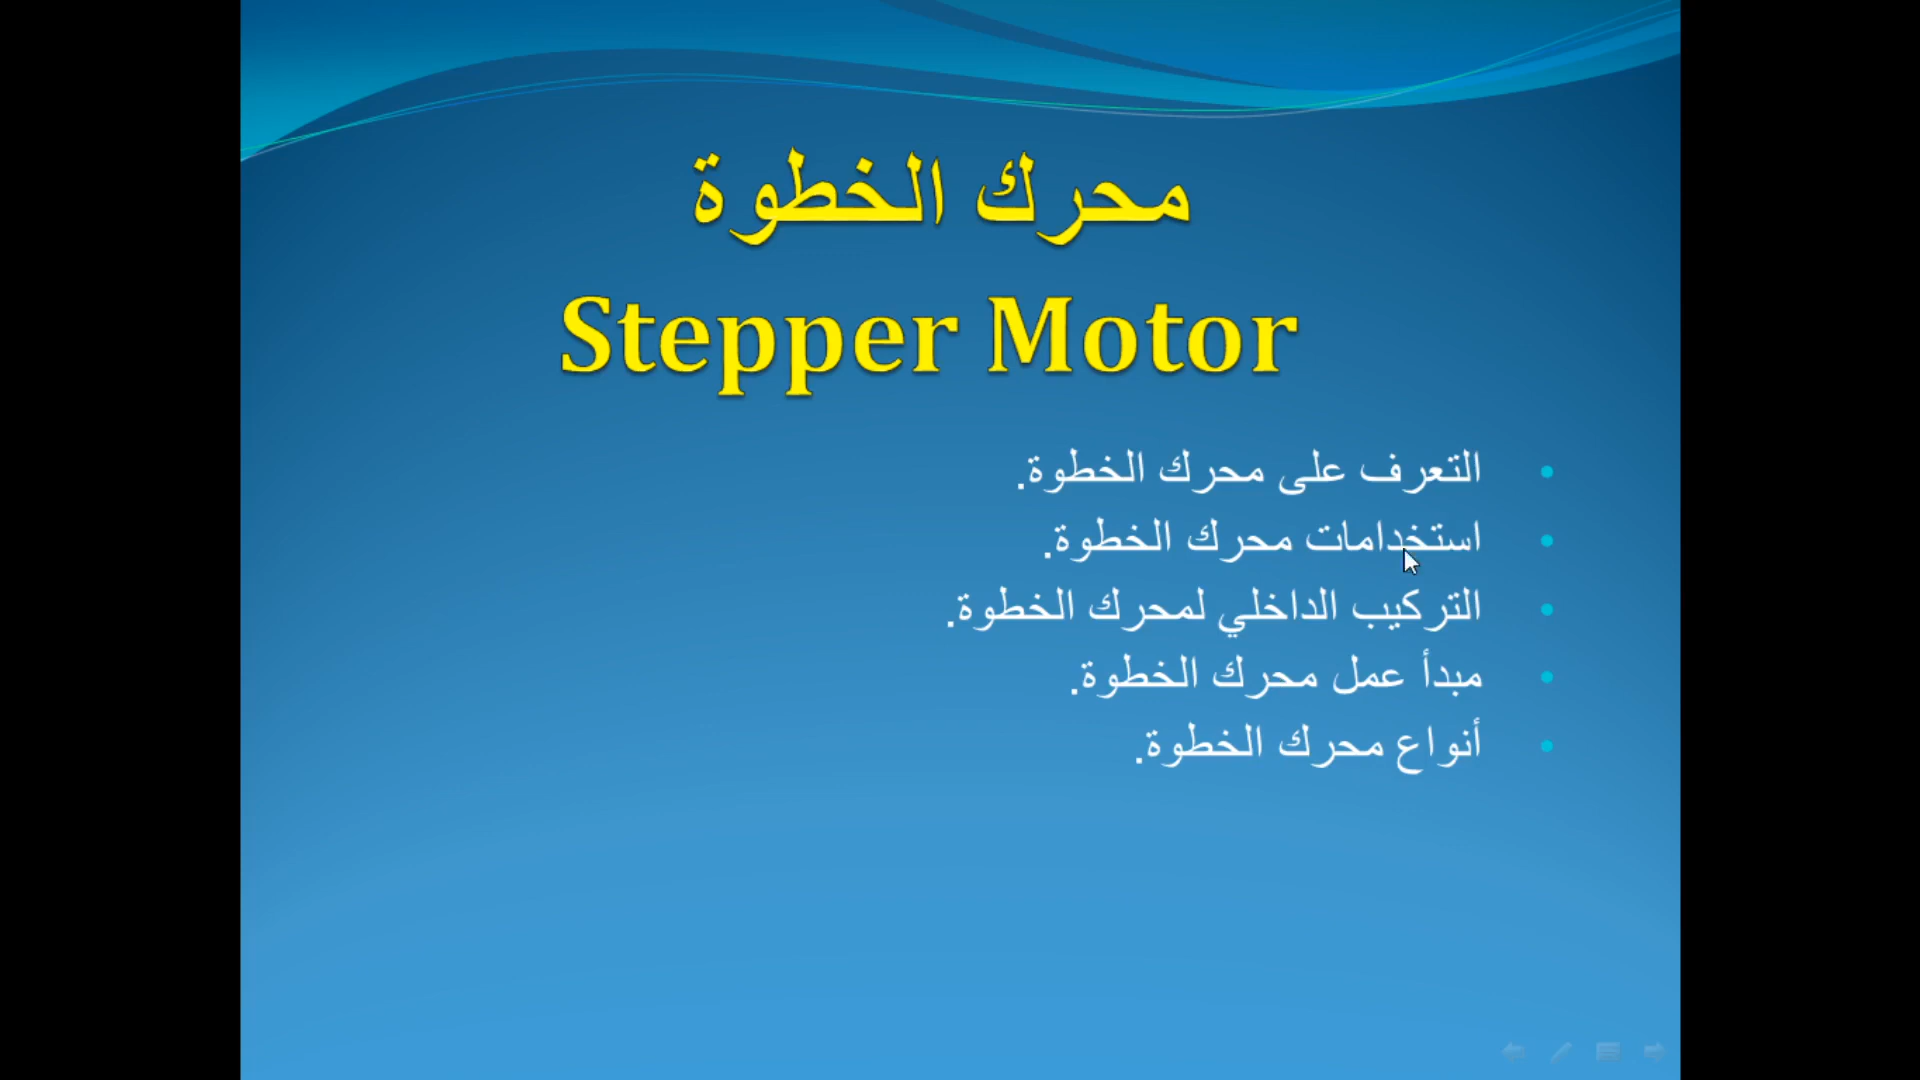 محرك الخطوة
Stepper Motor
التعرف على محرك الخطوة.
استخدامات محرك الخطوة.
التركيب الداخلي لمحرك الخطوة.
مبدأ عمل محرك الخطوة.
أنواع محرك الخطوة.